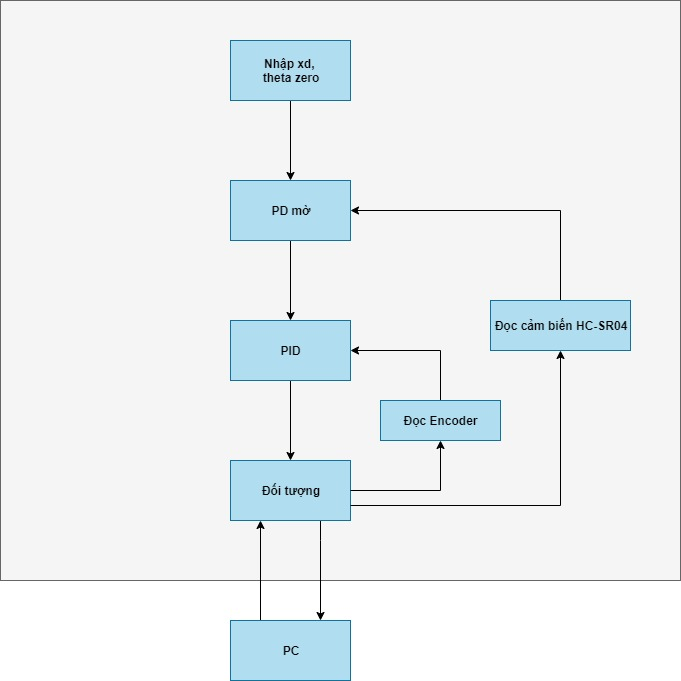 Nhập xd,
theta zero
PD mờ
Đọc cảm biến HC-SR04
PID
Đọc Encoder
Đối tượng
PC